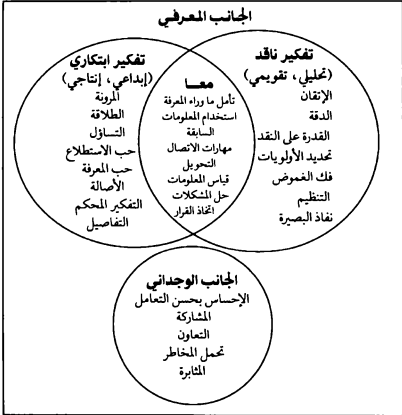 الجانب المعرفي
تفكير ناقد
(تحليلي، تقويمي)
الإتقان
الدقة
القدرة على النقد
تحديد الأولويات
فك الغموض
التنظيم
نفاذ البصيرة
معـــا
تأمل ما وراء المعرفة
استخدام المعلومات
السابقة
مهارات الاتصال
التحويل
قياس المعلومات
حل المشكلات
اتخاذ القرار
تفكير ابتكاري
(إبداعي، إنتاجي)
المرونة
الطلاقة
التساؤل
حب الاستطلاع
حب المعرفة
الأصالة
التفكير المحكم
التفاصيل
الجانب الوجداني
الإحساس بحسن التعامل
المشاركة
التعاون
تحمل المخاطر
المثابرة